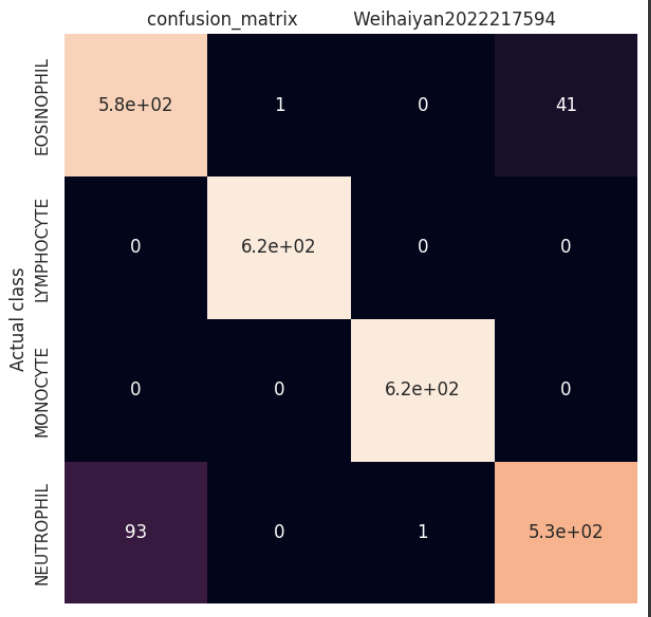 confusion_matrix Weihaiyan2022217594
EOSINOPHIL 5.8e+02 1 0 41
LYMPHOCYTE 0 6.2e+02 0 0
Actual class
MONOCYTE 0 0 6.2e+02 0
NEUTROPHIL 93 0 1 5.3e+02